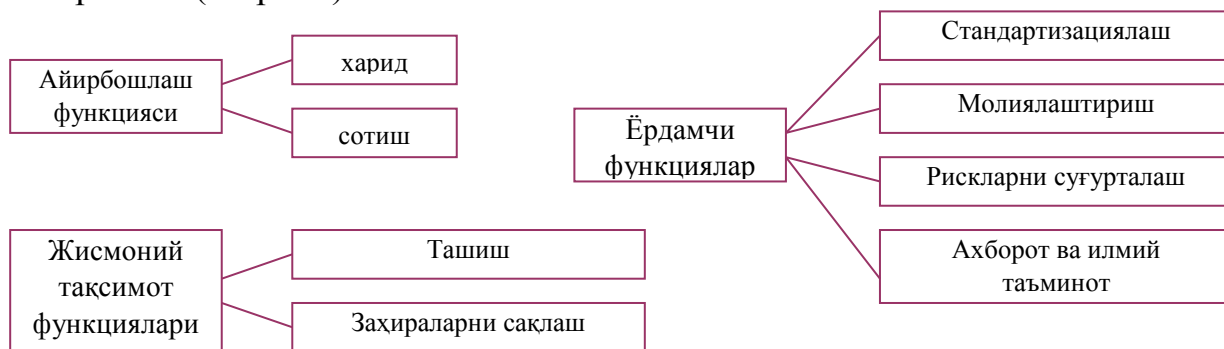 Айирбошлаш
функцияси
харид
сотиш
Жисмоний
тақсимот
функциялари
Ташиш
Заҳираларни сақлаш
Ёрдамчи
функциялар
Стандартизациялаш
Молиялаштириш
Рискларни суғурталаш
Ахборот ва илмий
таъминот